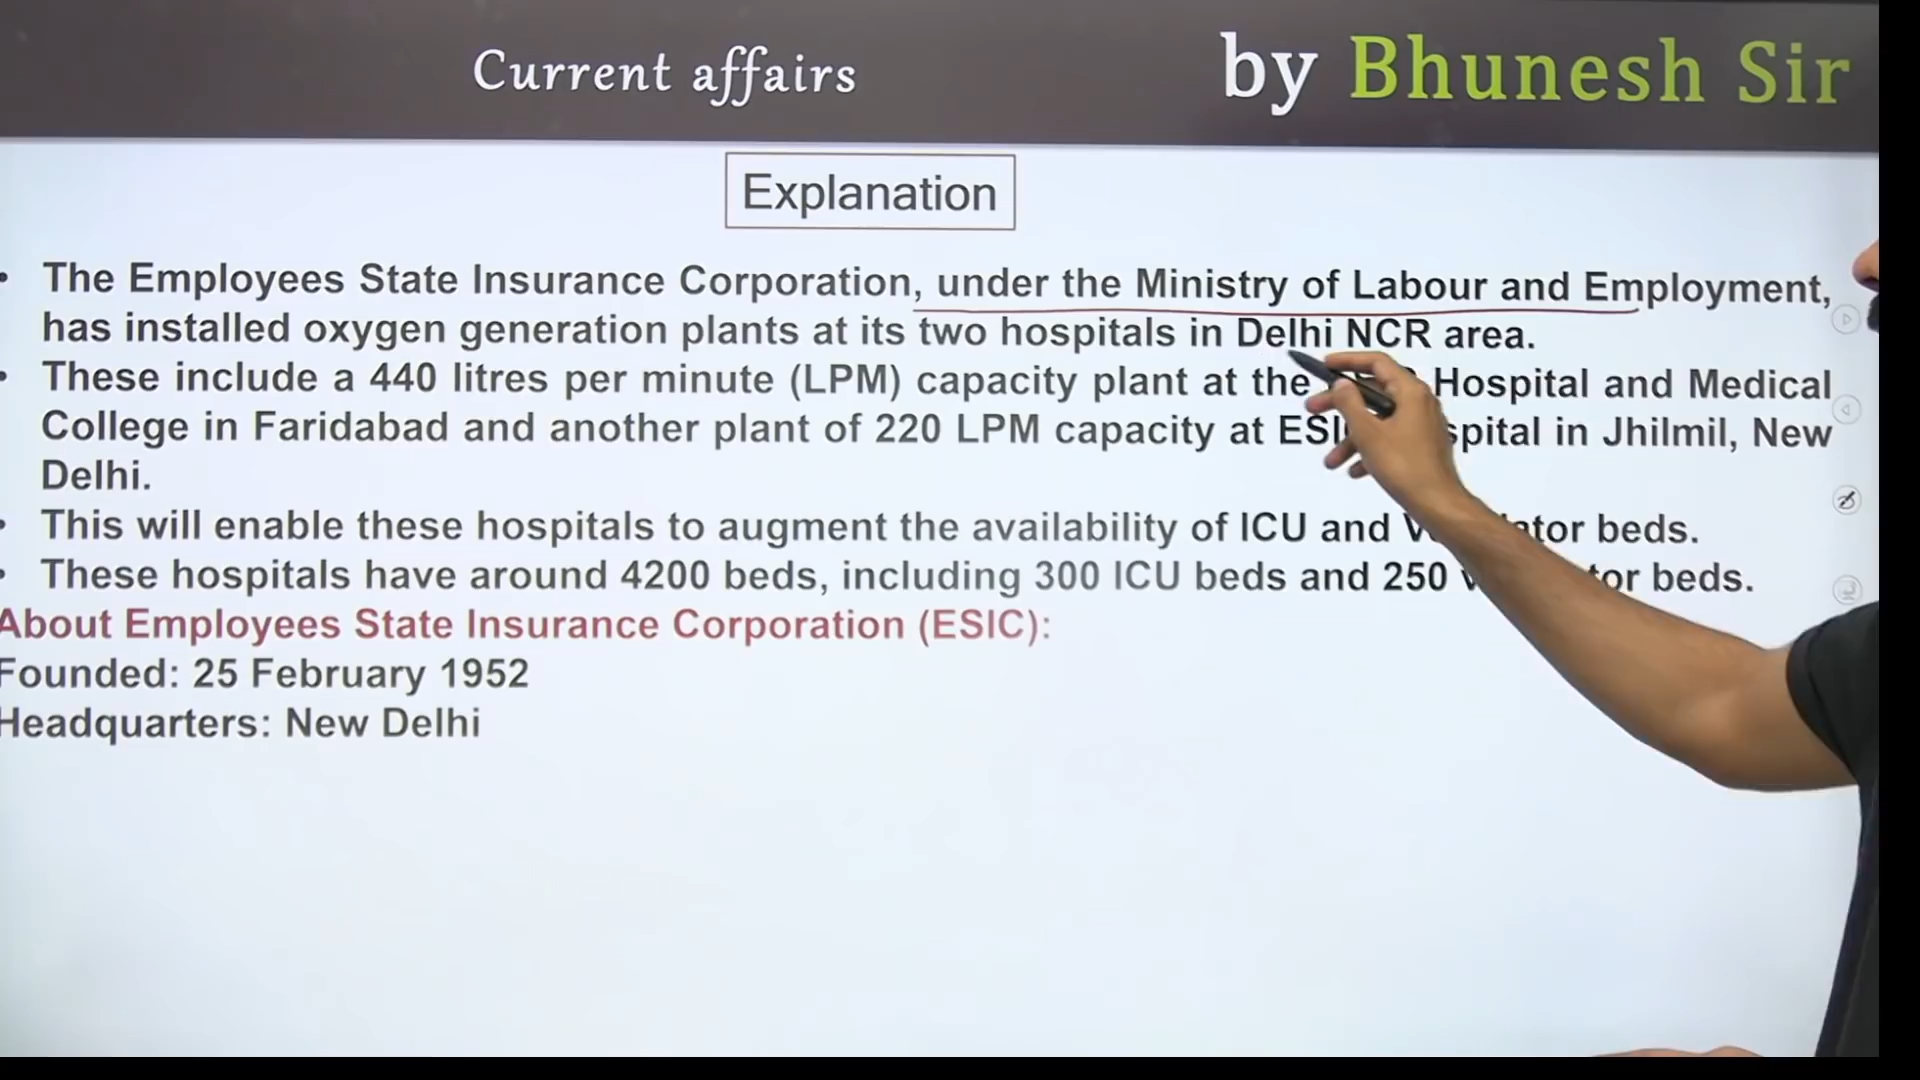 Current affairs
by Bhunesh Sir
Explanation
• The Employees State Insurance Corporation, under the Ministry of Labour and Employment,
has installed oxygen generation plants at its two hospitals in Delhi NCR area.
• These include a 440 litres per minute (LPM) capacity plant at the Hospital and Medical
College in Faridabad and another plant of 220 LPM capacity at in Jhilmil, New
Delhi.
• This will enable these hospitals to augment the availability of ICU and beds.
• These hospitals have around 4200 beds, including 300 ICU beds and 250 beds.
About Employees State Insurance Corporation (ESIC):
Founded: 25 February 1952
Headquarters: New Delhi